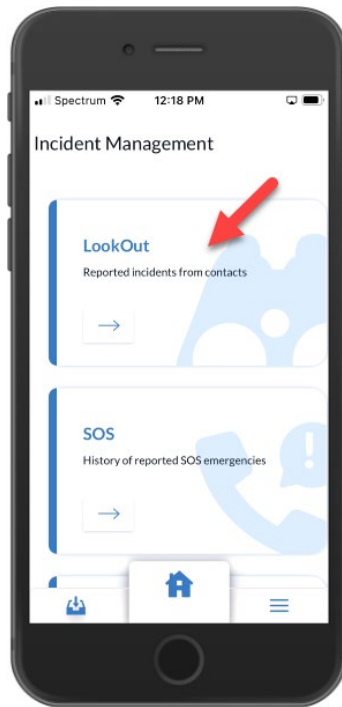 Spectrum 12:18 PM
Incident Management
LookOut
Reported incidents from contacts
SOS
History of reported SOS emergencies